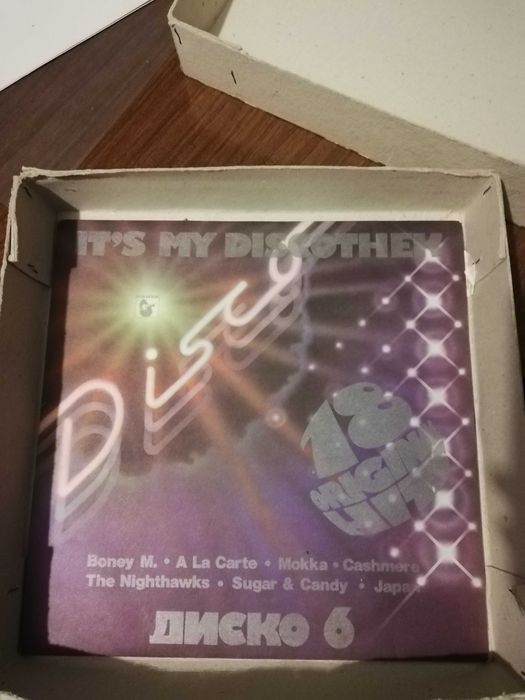 IT'S MY DISCOTHEK
Disco
18
ORIGINAL
HITS
Boney M. • A La Carte • Mokka • Cashmere
The Nighthawks • Sugar & Candy • Japan
ДИСКО 6